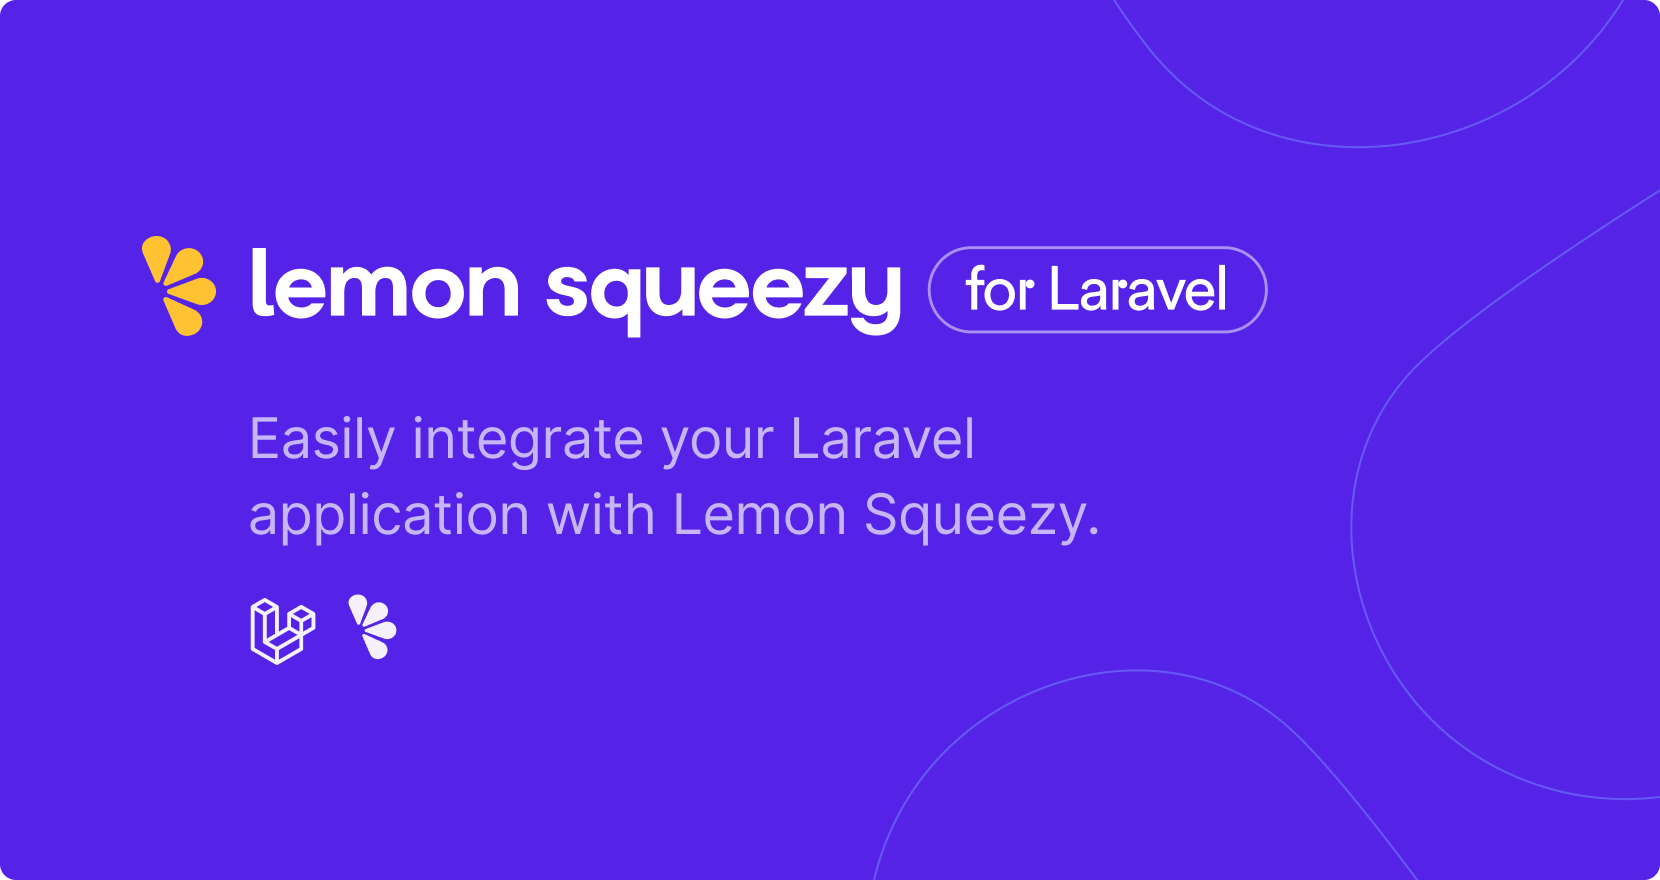 lemon squeezy for Laravel
Easily integrate your Laravel
application with Lemon Squeezy.